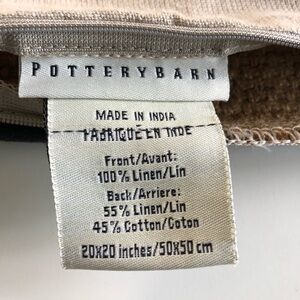 POTTERYBARN
MADE IN INDIA
FABRIQUE EN INDE
Front/Avant:
100% Linen/Lin
Back/Arriere:
55% Linen/Lin
45% Cotton/Coton
20x20 inches/50x50 cm